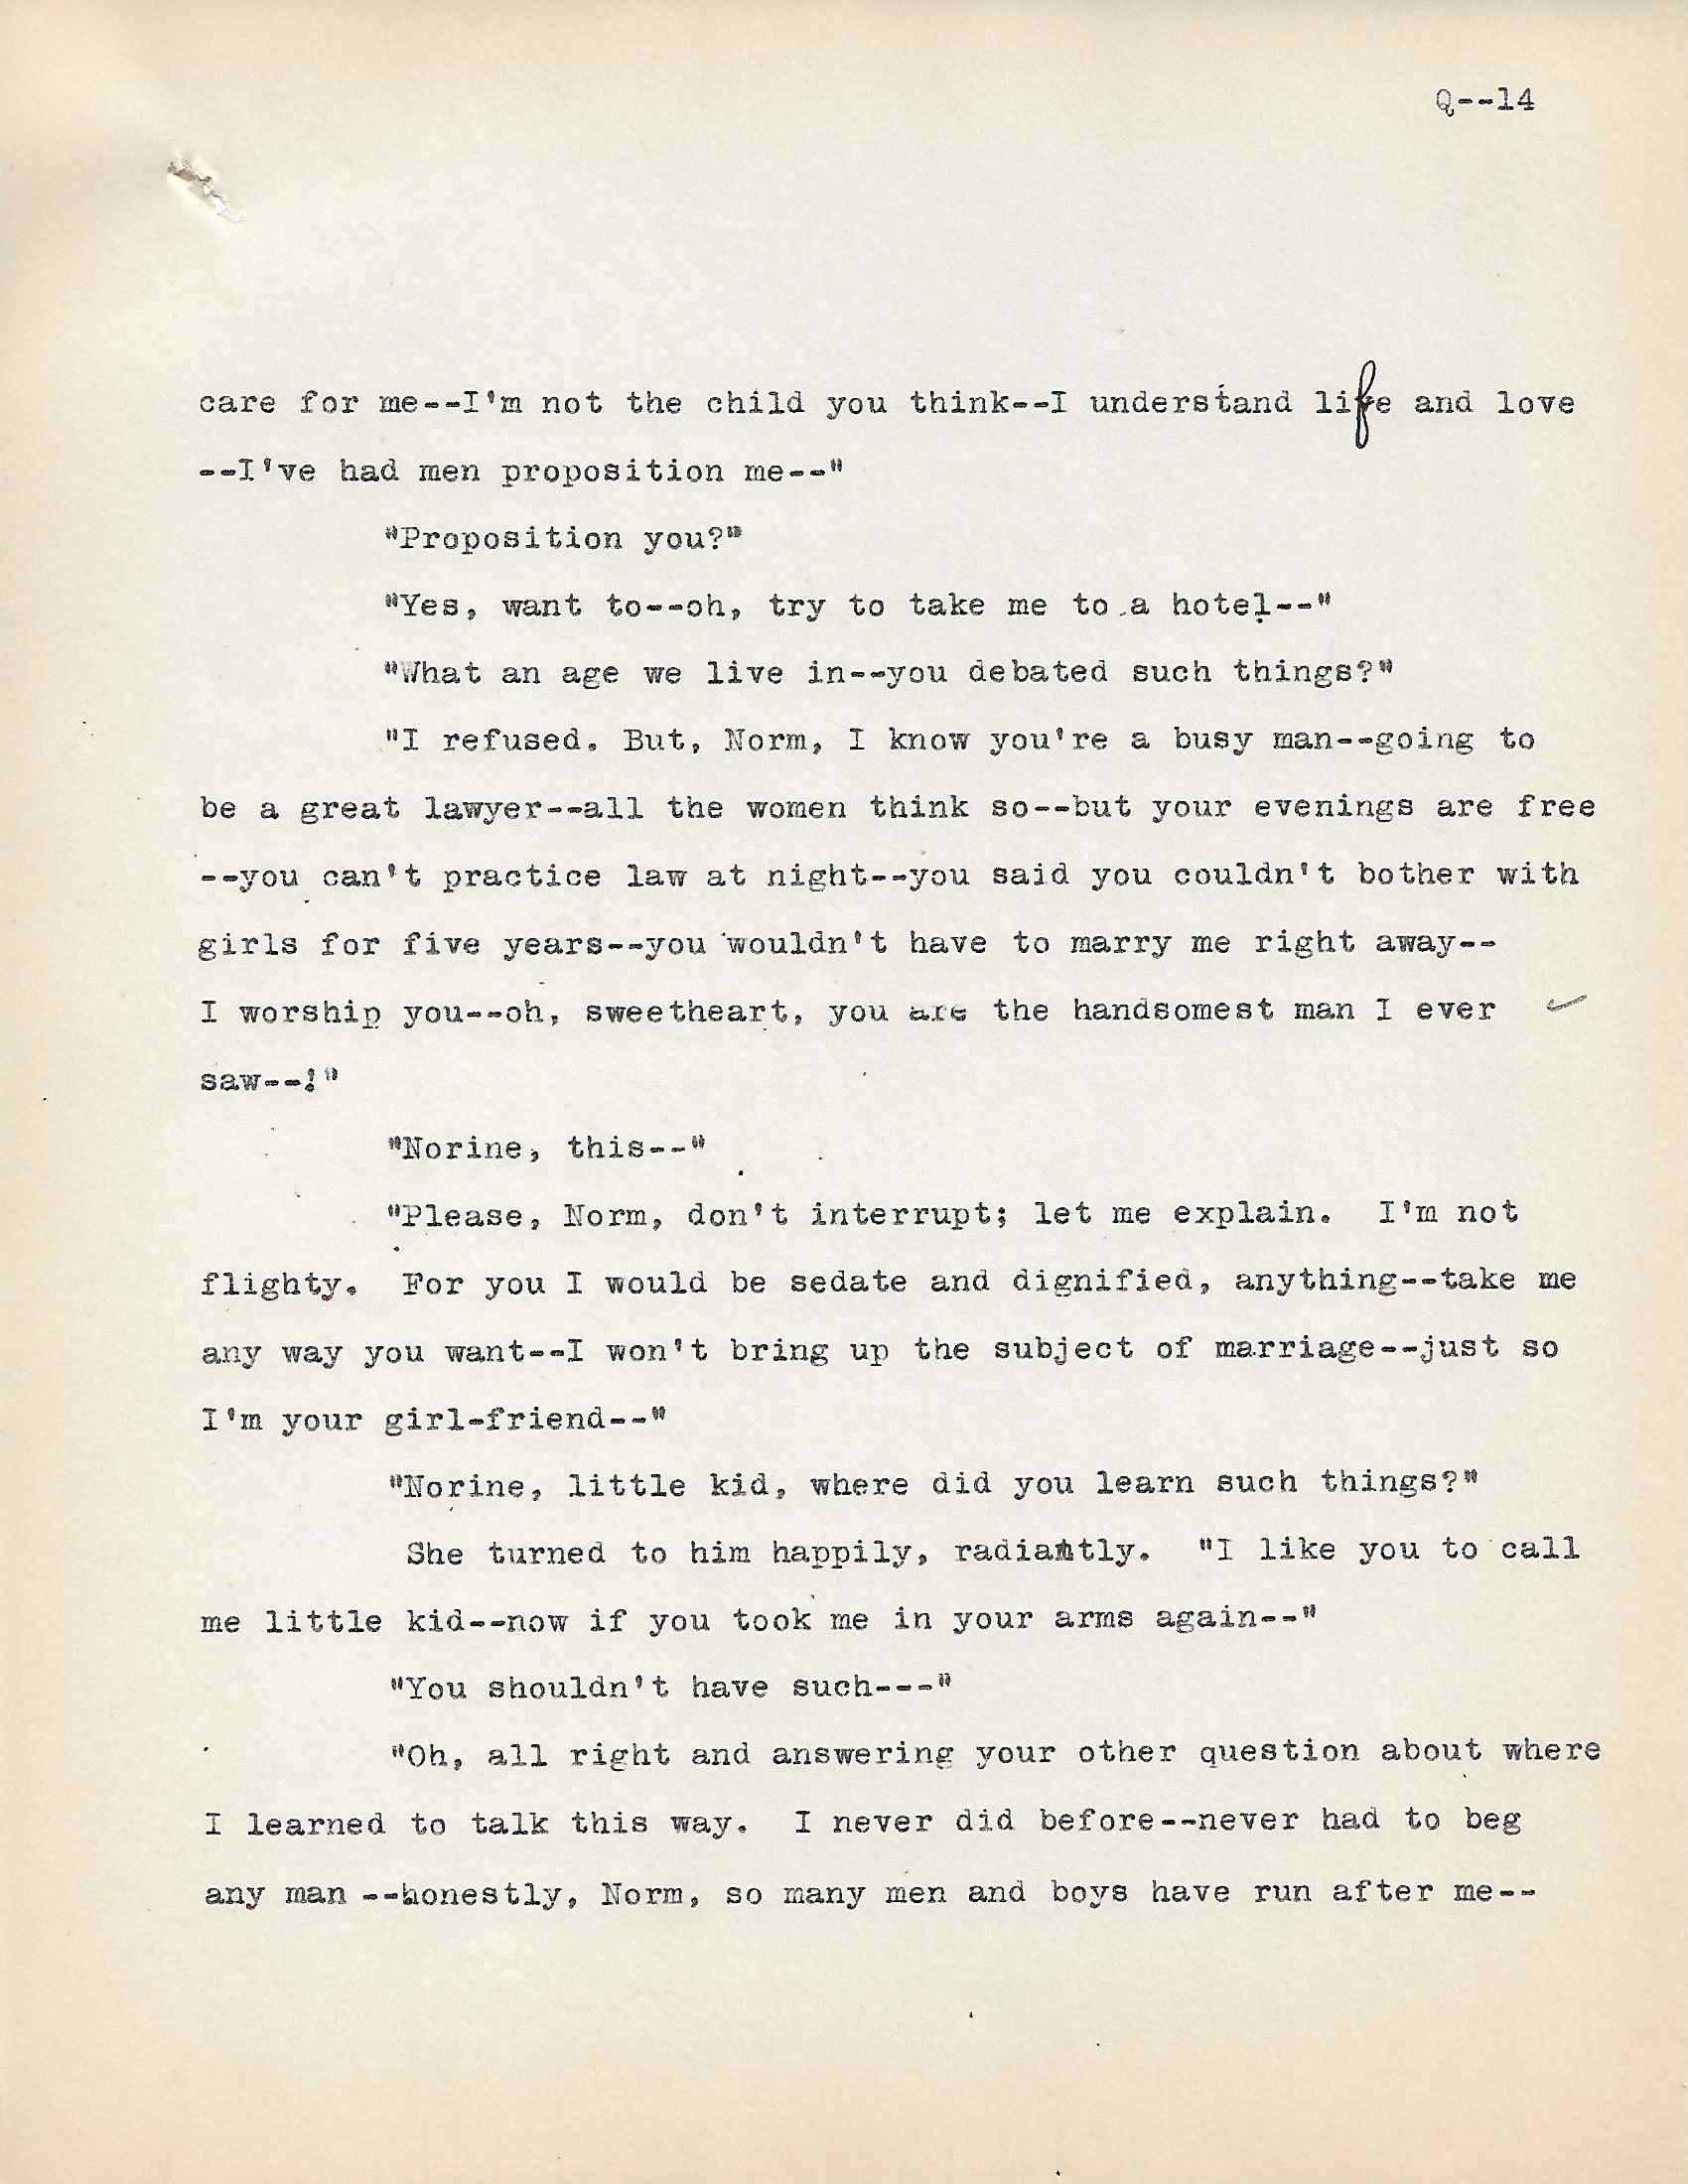 Q--14
care for me--I'm not the child you think--I understand life and love
--I've had men proposition me--"
"Proposition you?"
"Yes, want to--oh, try to take me to a hotel--"
"What an age we live in--you debated such things?"
"I refused. But, Norm, I know you're a busy man--going to
be a great lawyer--all the women think so--but your evenings are free
--you can't practice law at night--you said you couldn't bother with
girls for five years--you wouldn't have to marry me right away--
I worship you--oh, sweetheart, you are the handsomest man I ever
saw--!"
"Norine, this--"
"Please, Norm, don't interrupt; let me explain.  I'm not
flighty.  For you I would be sedate and dignified, anything--take me
any way you want--I won't bring up the subject of marriage--just so
I'm your girl-friend--"
"Norine, little kid, where did you learn such things?"
She turned to him happily, radiantly.  "I like you to call
me little kid--now if you took me in your arms again--"
"You shouldn't have such---"
"Oh, all right and answering your other question about where
I learned to talk this way.  I never did before--never had to beg
any man --honestly, Norm, so many men and boys have run after me--